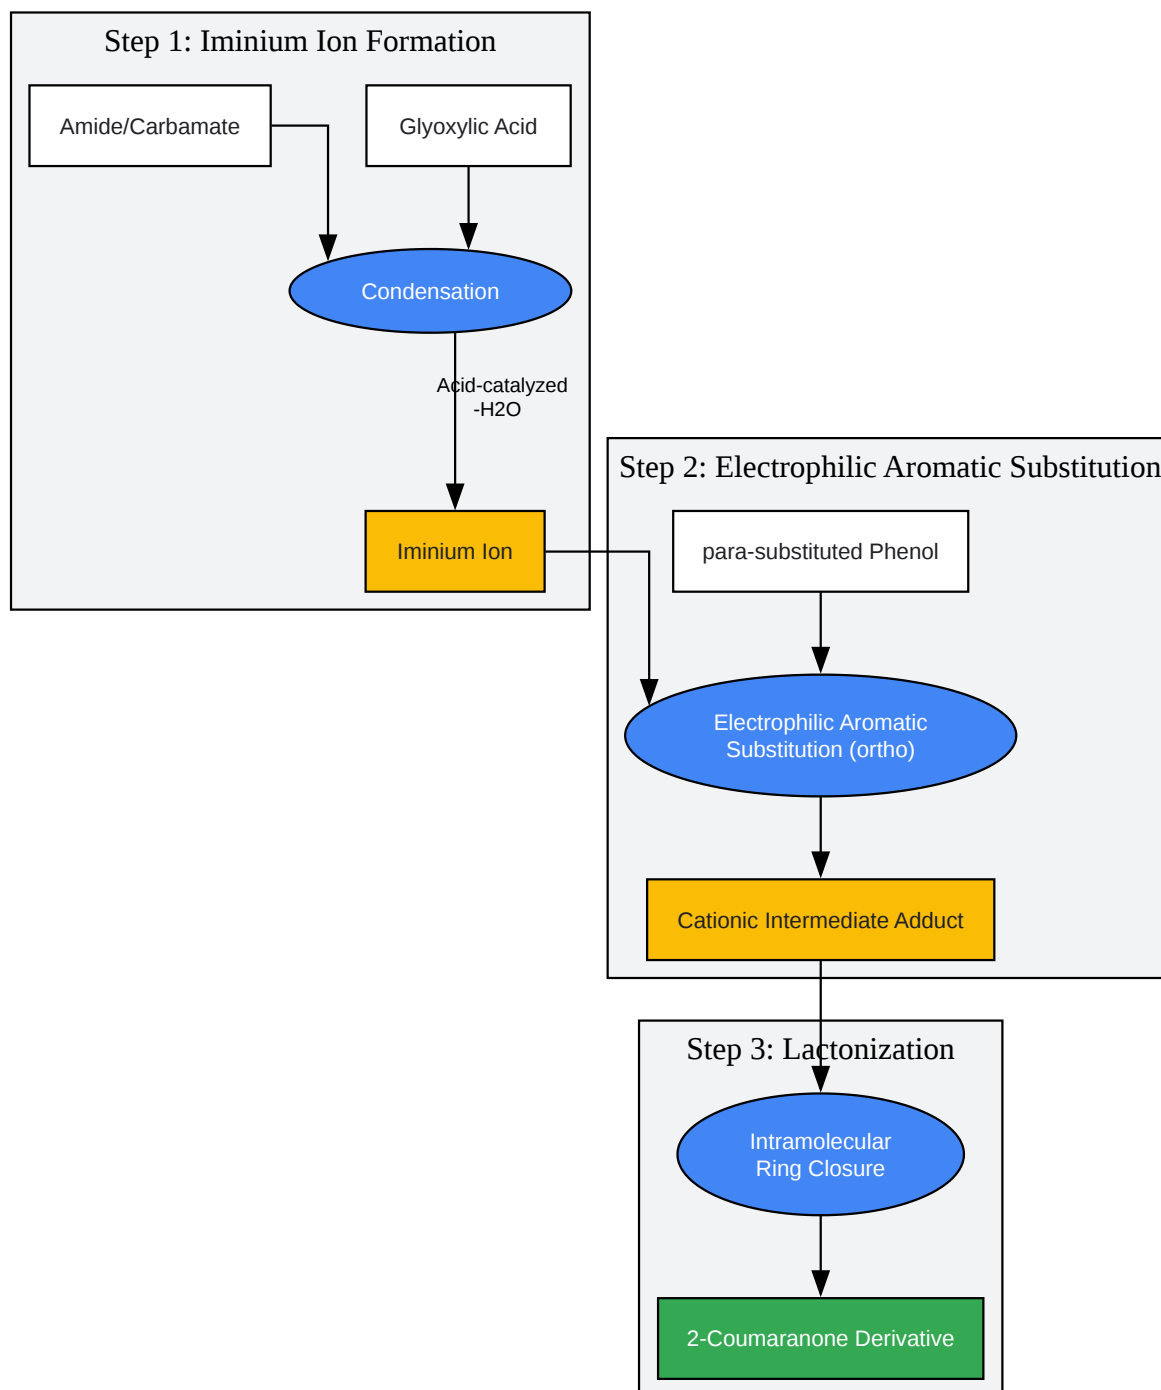 Step 1: Iminium Ion Formation
Amide/Carbamate
Glyoxylic Acid
Condensation
Acid-catalyzed
-H2O
Iminium Ion
Step 2: Electrophilic Aromatic Substitution
para-substituted Phenol
Electrophilic Aromatic
Substitution (ortho)
Cationic Intermediate Adduct
Step 3: Lactonization
Intramolecular
Ring Closure
2-Coumaranone Derivative